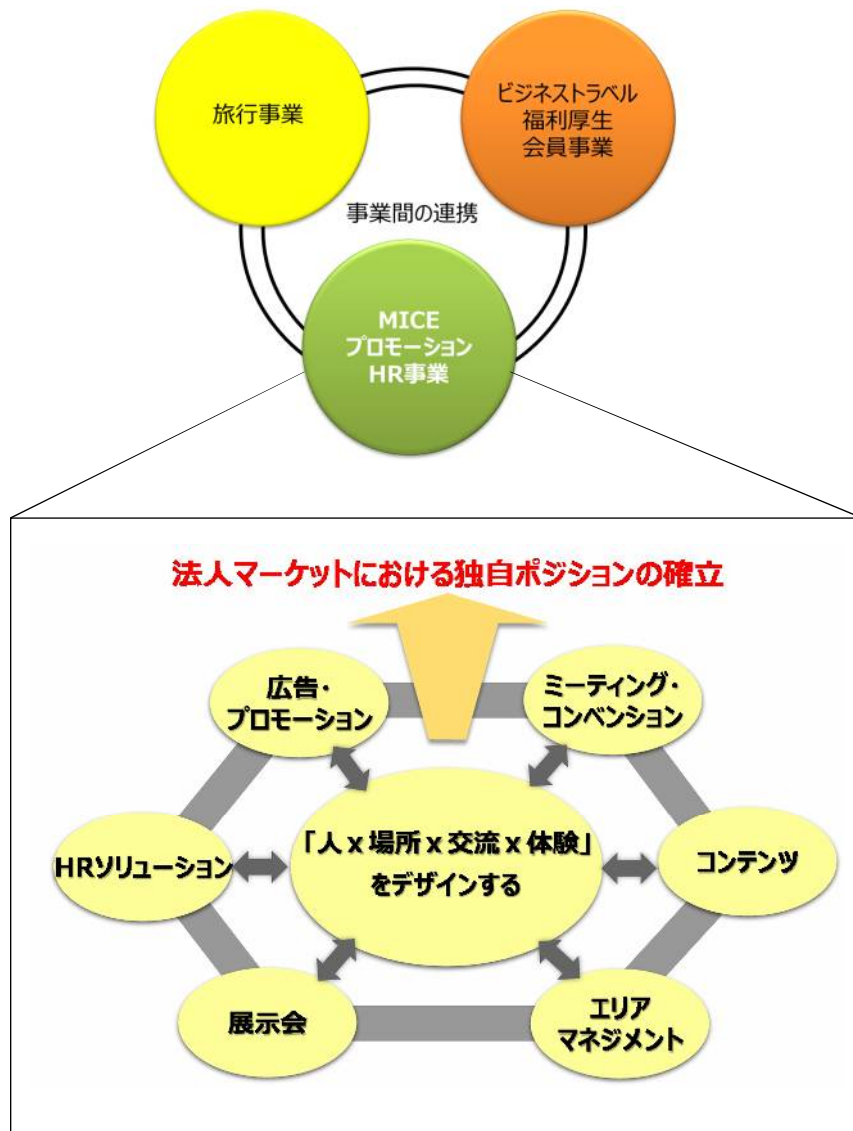 旅行事業
ビジネストラベル
福利厚生
会員事業
事業間の連携
MICE
プロモーション
HR事業
法人マーケットにおける独自ポジションの確立
広告・
プロモーション
ミーティング・
コンベンション
HRソリューション
「人 x 場所 x 交流 x 体験」
をデザインする
コンテンツ
展示会
エリア
マネジメント